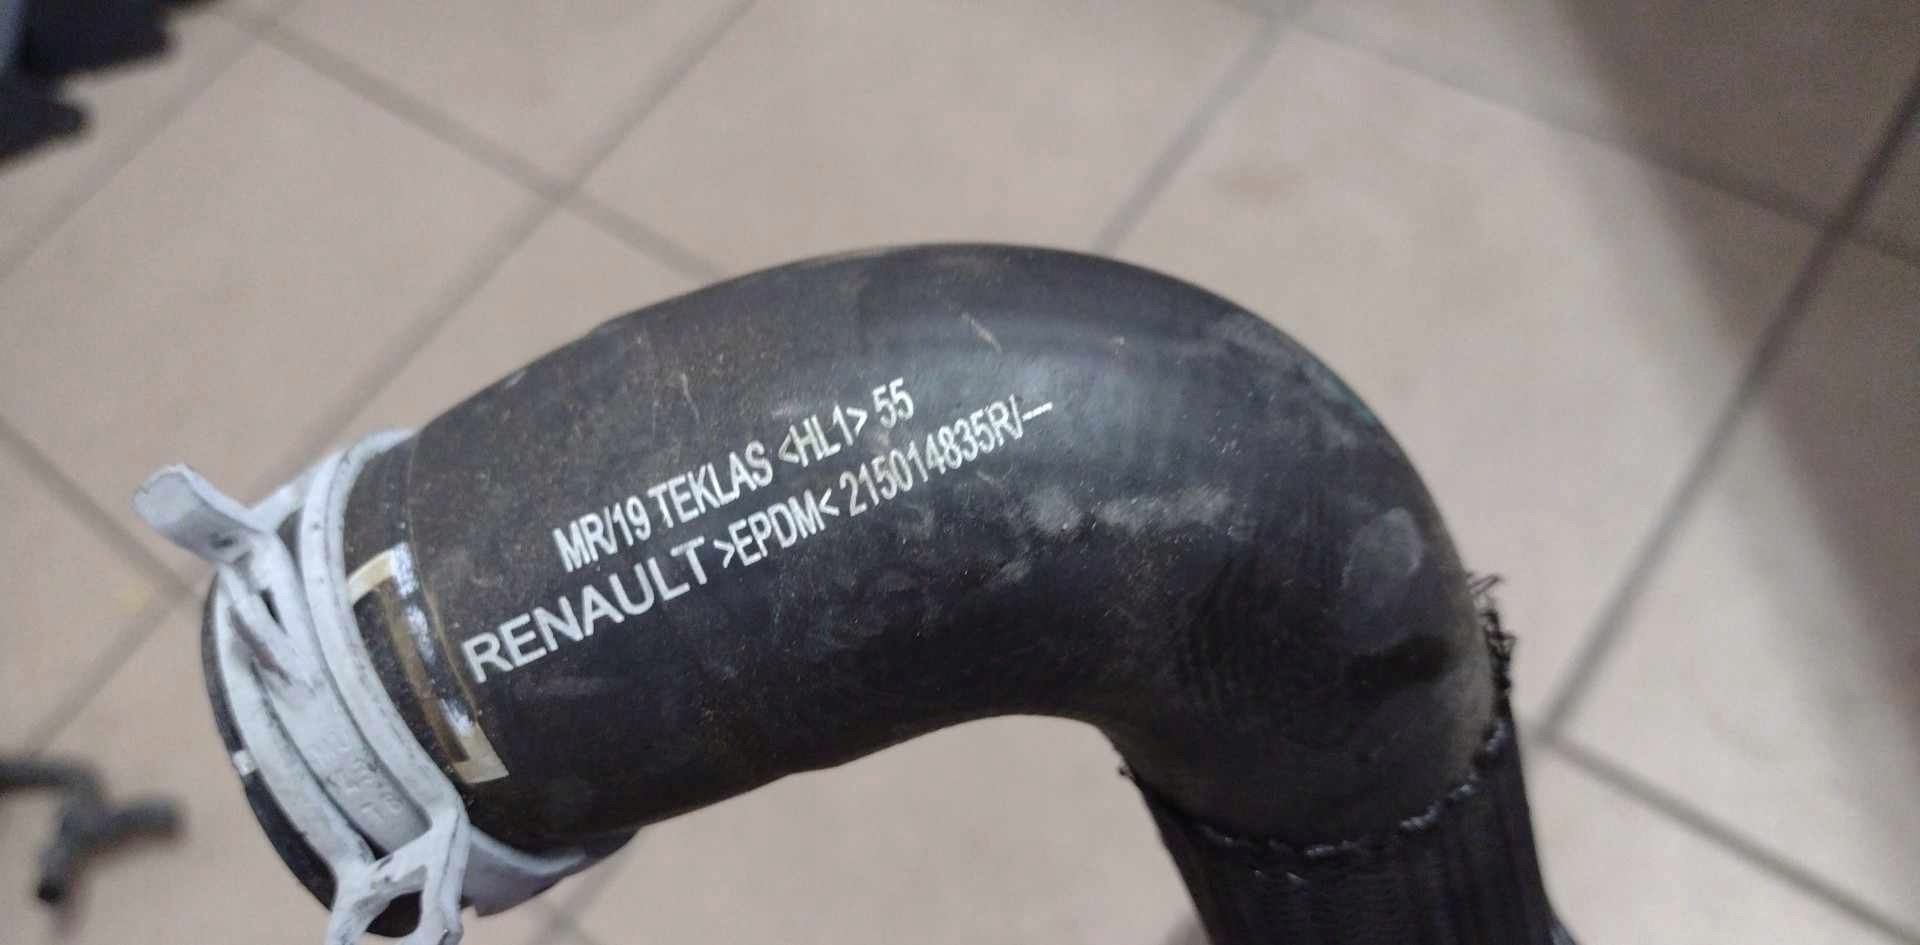 MR/19 TEKLAS <HL1> 55
RENAULT >EPDM< 215014835R/---